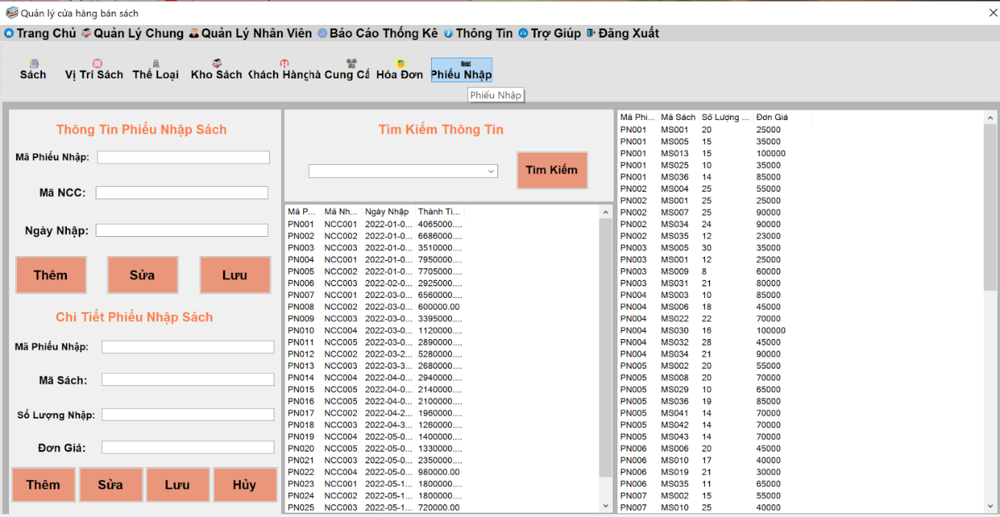 Quản lý cửa hàng bán sách
Trang Chủ Quản Lý Chung Quản Lý Nhân Viên Báo Cáo Thống Kê Thông Tin Trợ Giúp Đăng Xuất
Sách Vị Trí Sách Thể Loại Kho Sách Khách Hàng hà Cung Cấ Hóa Đơn Phiếu Nhập
Phiếu Nhập
Thông Tin Phiếu Nhập Sách
Mã Phiếu Nhập:
Mã NCC:
Ngày Nhập:
Thêm Sửa Lưu
Chi Tiết Phiếu Nhập Sách
Mã Phiếu Nhập:
Mã Sách:
Số Lượng Nhập:
Đơn Giá:
Thêm Sửa Lưu Hủy
Tìm Kiếm Thông Tin
Tìm Kiếm
Mã P... Mã Nh... Ngày Nhập Thành Ti...
PN001 NCC001 2022-01-0... 4065000....
PN002 NCC002 2022-01-0... 6686000....
PN003 NCC003 2022-01-0... 3510000....
PN004 NCC001 2022-01-0... 7950000....
PN005 NCC002 2022-01-0... 7705000....
PN006 NCC003 2022-02-0... 2925000....
PN007 NCC001 2022-03-0... 6560000....
PN008 NCC002 2022-03-0... 600000.00
PN009 NCC003 2022-03-0... 3395000....
PN010 NCC004 2022-03-0... 1120000....
PN011 NCC005 2022-03-0... 2890000....
PN012 NCC002 2022-03-2... 5280000....
PN013 NCC003 2022-03-3... 2680000....
PN014 NCC004 2022-04-0... 2940000....
PN015 NCC005 2022-04-0... 2140000....
PN016 NCC005 2022-04-0... 2100000....
PN017 NCC002 2022-04-2... 1960000....
PN018 NCC003 2022-04-3... 1260000....
PN019 NCC004 2022-05-0... 1400000....
PN020 NCC005 2022-05-0... 1330000....
PN021 NCC003 2022-05-0... 2350000....
PN022 NCC004 2022-05-0... 980000.00
PN023 NCC001 2022-05-1... 1800000....
PN024 NCC002 2022-05-1... 1800000....
PN025 NCC003 2022-05-1... 720000.00
Mã Phi... Mã Sách Số Lượng ... Đơn Giá
PN001 MS001 20 25000
PN001 MS005 15 35000
PN001 MS013 15 100000
PN001 MS025 10 35000
PN001 MS036 14 85000
PN002 MS004 25 55000
PN002 MS001 25 25000
PN002 MS007 25 90000
PN002 MS034 24 90000
PN002 MS035 12 23000
PN003 MS005 30 35000
PN003 MS001 12 25000
PN003 MS009 8 60000
PN003 MS031 21 80000
PN004 MS003 10 85000
PN004 MS006 18 45000
PN004 MS022 22 70000
PN004 MS030 16 100000
PN004 MS032 28 45000
PN004 MS034 21 90000
PN005 MS002 20 55000
PN005 MS008 20 70000
PN005 MS029 10 65000
PN005 MS036 19 85000
PN005 MS041 14 70000
PN005 MS042 14 70000
PN005 MS043 14 70000
PN006 MS006 20 45000
PN006 MS010 17 40000
PN006 MS019 21 30000
PN006 MS035 11 65000
PN007 MS002 15 55000
PN007 MS010 25 40000